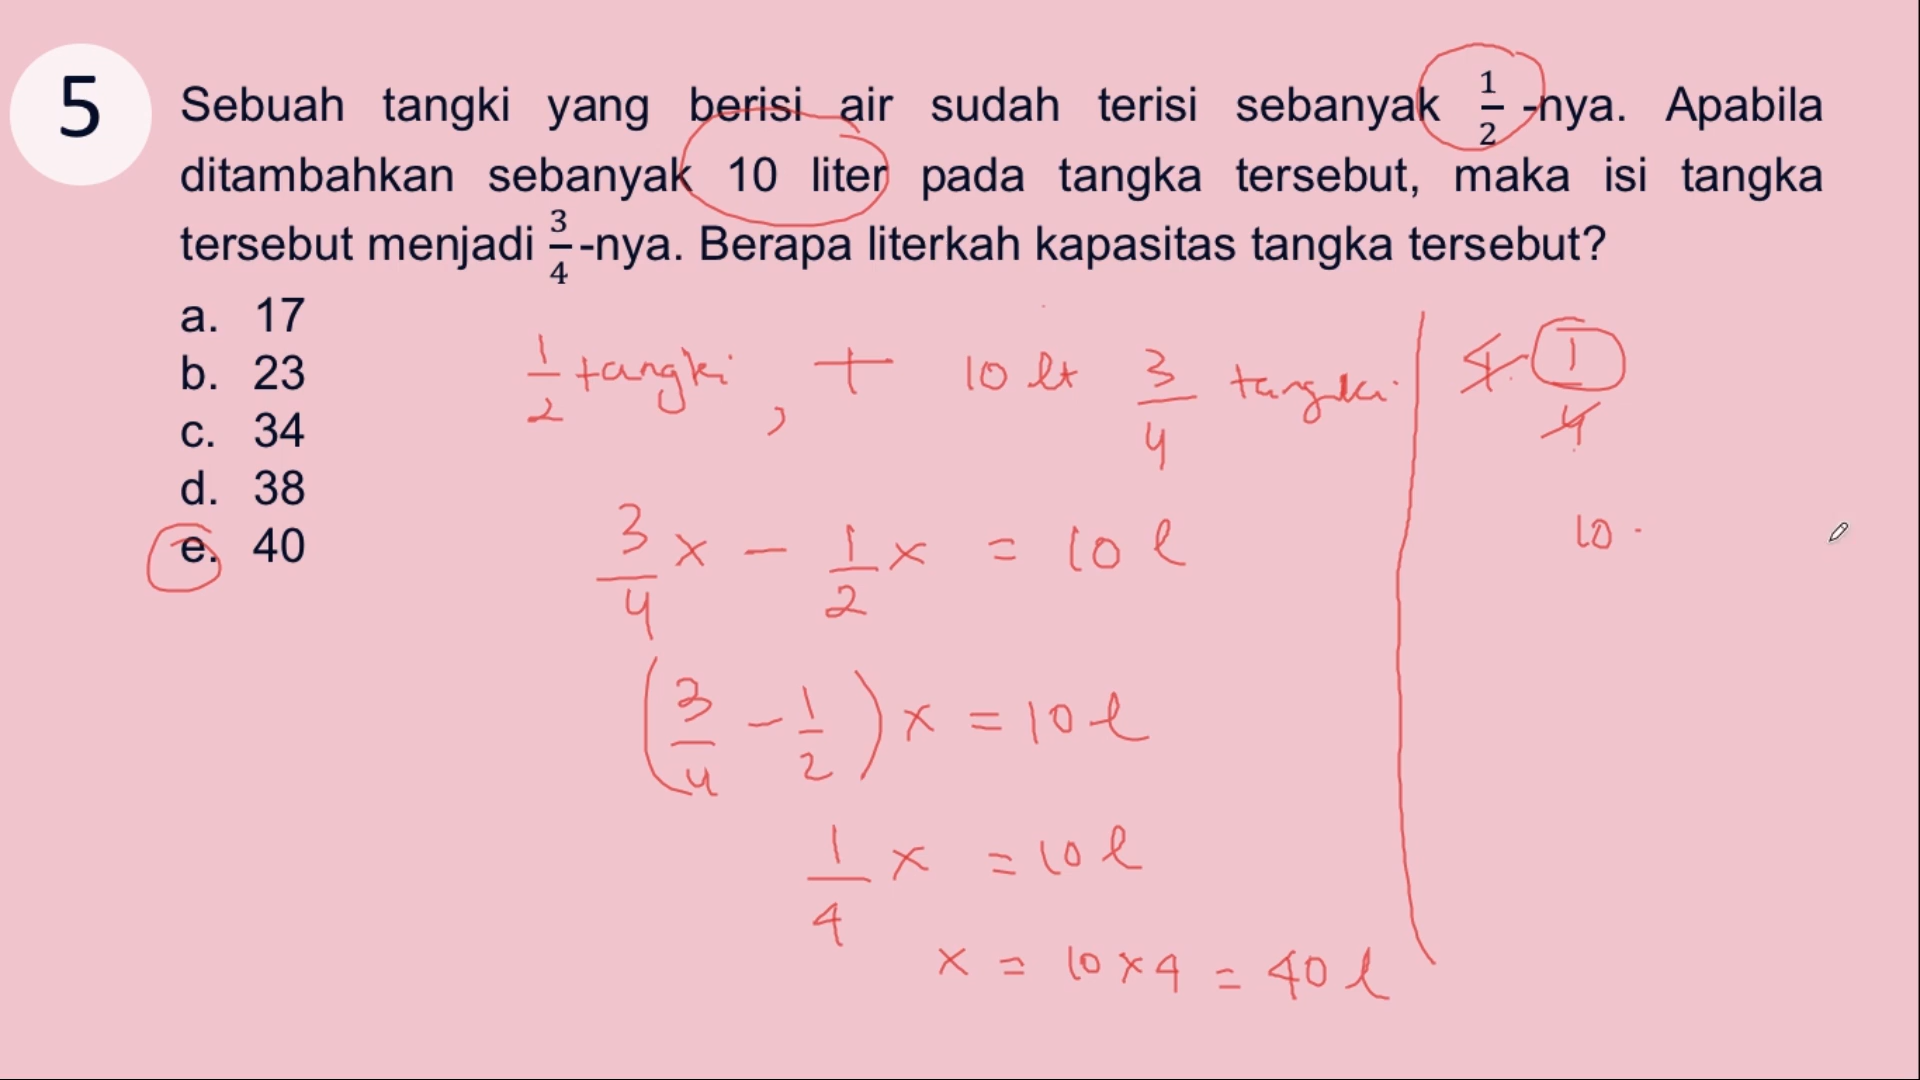 5
Sebuah tangki yang berisi air sudah terisi sebanyak 1/2 -nya. Apabila
ditambahkan sebanyak 10 liter pada tangka tersebut, maka isi tangka
tersebut menjadi 3/4-nya. Berapa literkah kapasitas tangka tersebut?
a. 17
b. 23
c. 34
d. 38
e. 40
1/2 tangki, + 10 lt 3/4 tangki
3/4 x - 1/2 x = 10 l
(3/4 - 1/2) x = 10 l
1/4 x = 10 l
x = 10 x 4 = 40 l
4. 1/4
10